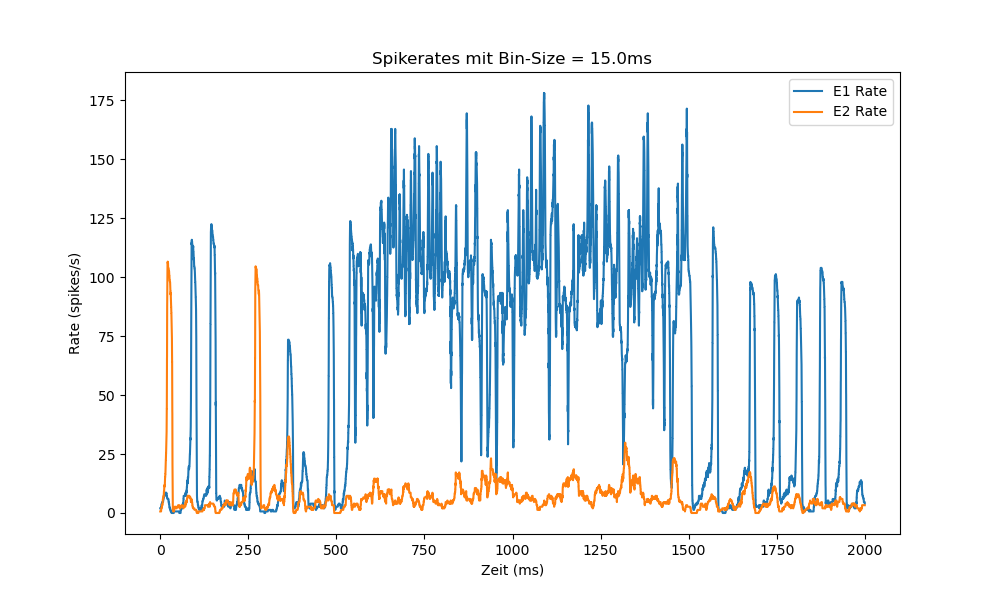 Spikerates mit Bin-Size = 15.0ms
E1 Rate
E2 Rate
175
150
125
100
75
50
25
0
Rate (spikes/s)
0 250 500 750 1000 1250 1500 1750 2000
Zeit (ms)